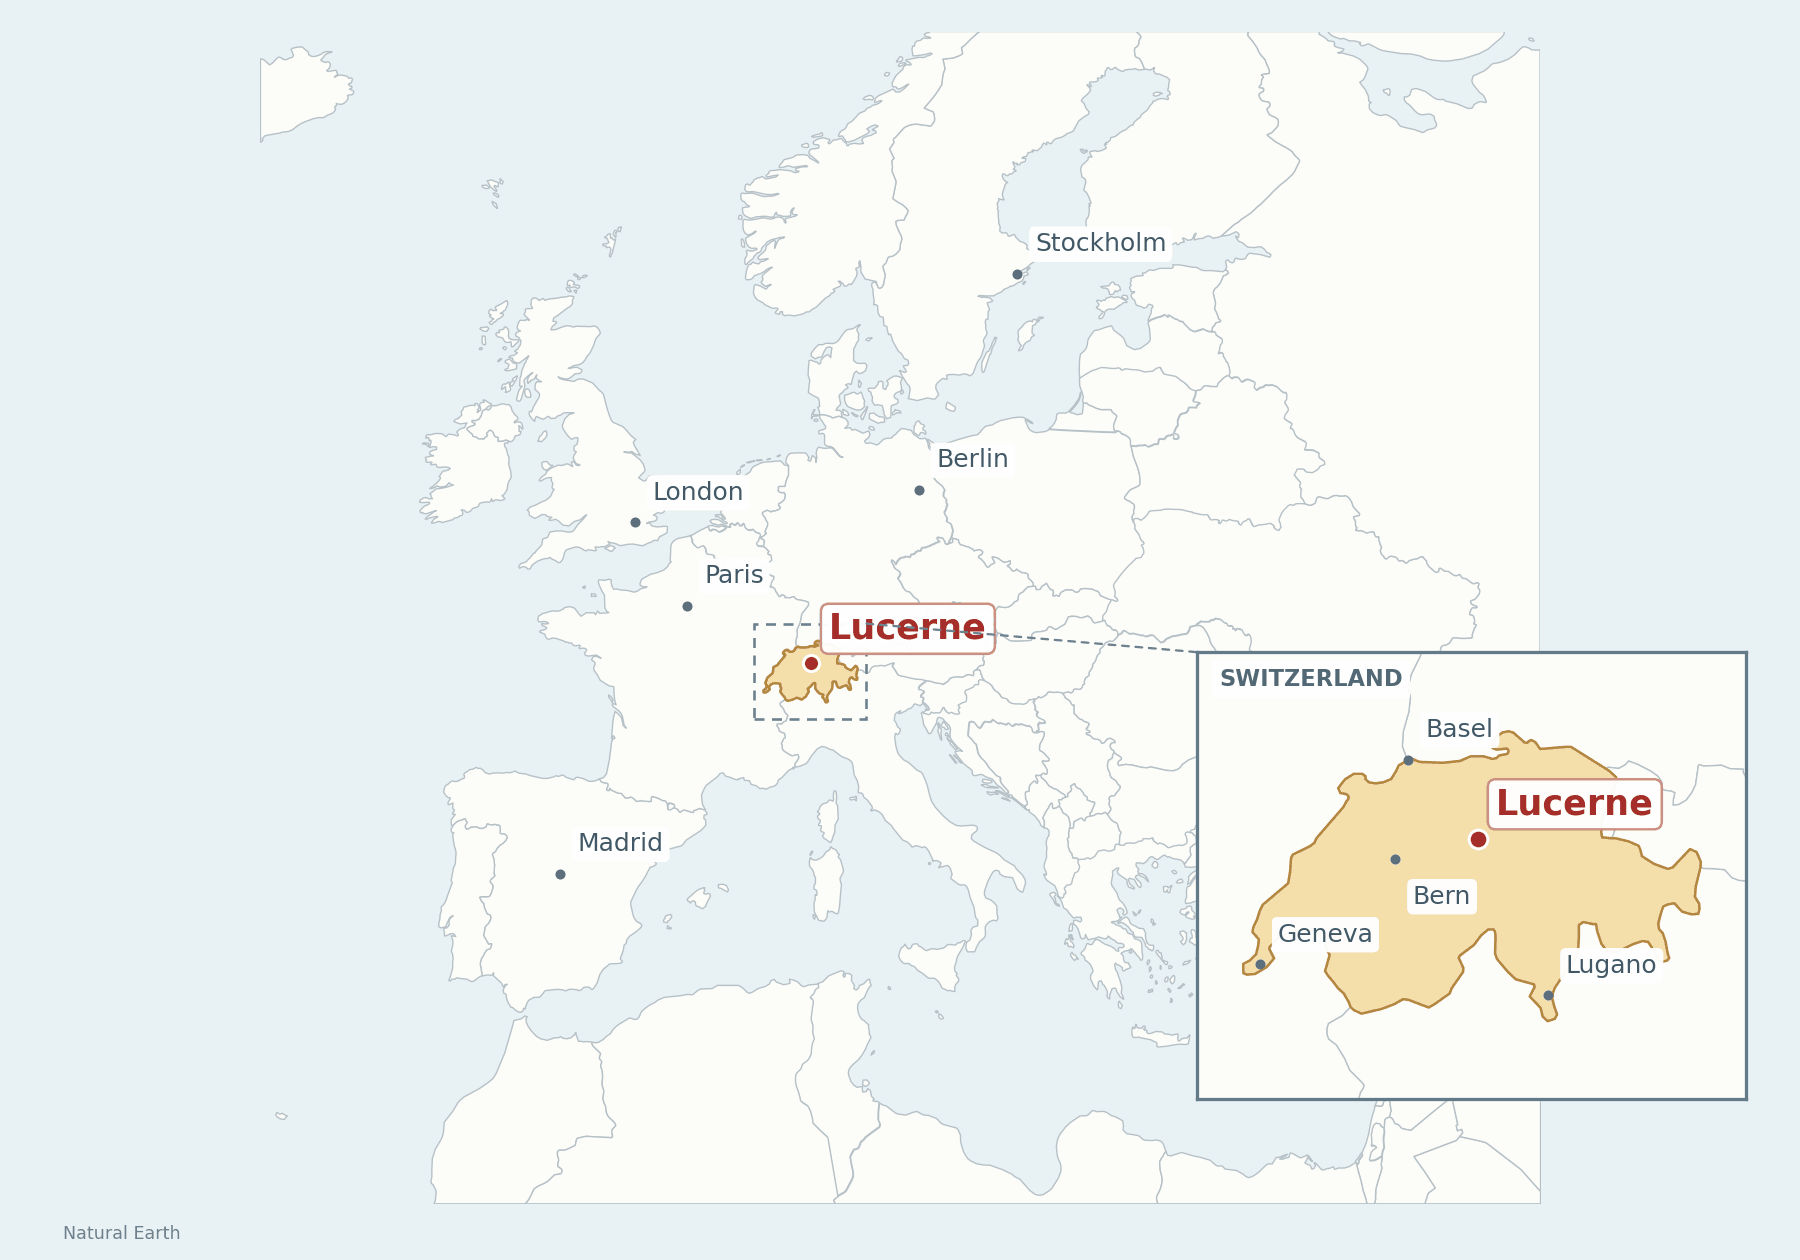 Stockholm
Berlin
London
Paris
Lucerne
SWITZERLAND
Basel
Lucerne
Madrid
Bern
Geneva
Lugano
Natural Earth